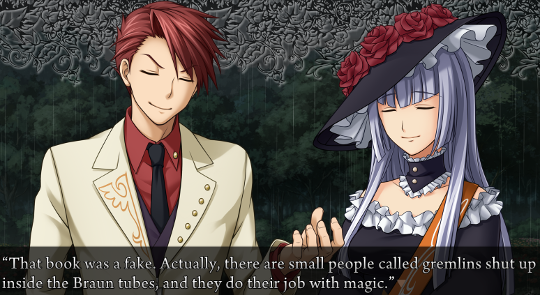 “That book was a fake. Actually, there are small people called gremlins shut up
inside the Braun tubes, and they do their job with magic.”